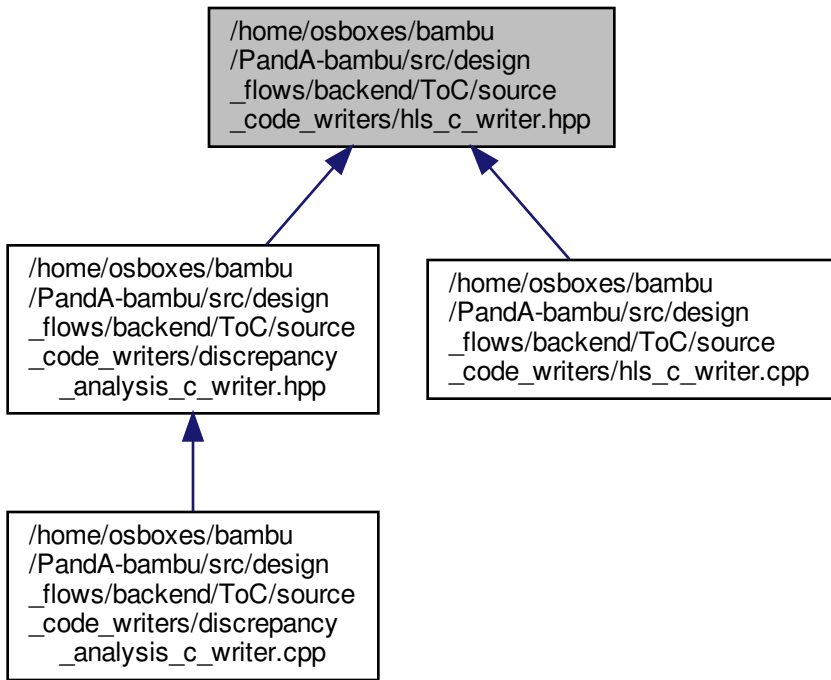 /home/osboxes/bambu
/PandA-bambu/src/design
_flows/backend/ToC/source
_code_writers/hls_c_writer.hpp
/home/osboxes/bambu
/PandA-bambu/src/design
_flows/backend/ToC/source
_code_writers/discrepancy
_analysis_c_writer.hpp
/home/osboxes/bambu
/PandA-bambu/src/design
_flows/backend/ToC/source
_code_writers/hls_c_writer.cpp
/home/osboxes/bambu
/PandA-bambu/src/design
_flows/backend/ToC/source
_code_writers/discrepancy
_analysis_c_writer.cpp